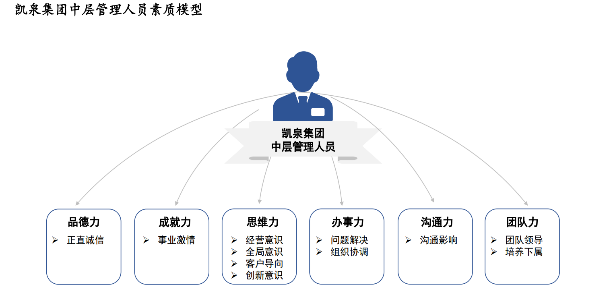 凯泉集团中层管理人员素质模型
凯泉集团
中层管理人员
品德力
➢ 正直诚信
成就力
➢ 事业激情
思维力
➢ 经营意识
➢ 全局意识
➢ 客户导向
➢ 创新意识
办事力
➢ 问题解决
➢ 组织协调
沟通力
➢ 沟通影响
团队力
➢ 团队领导
➢ 培养下属